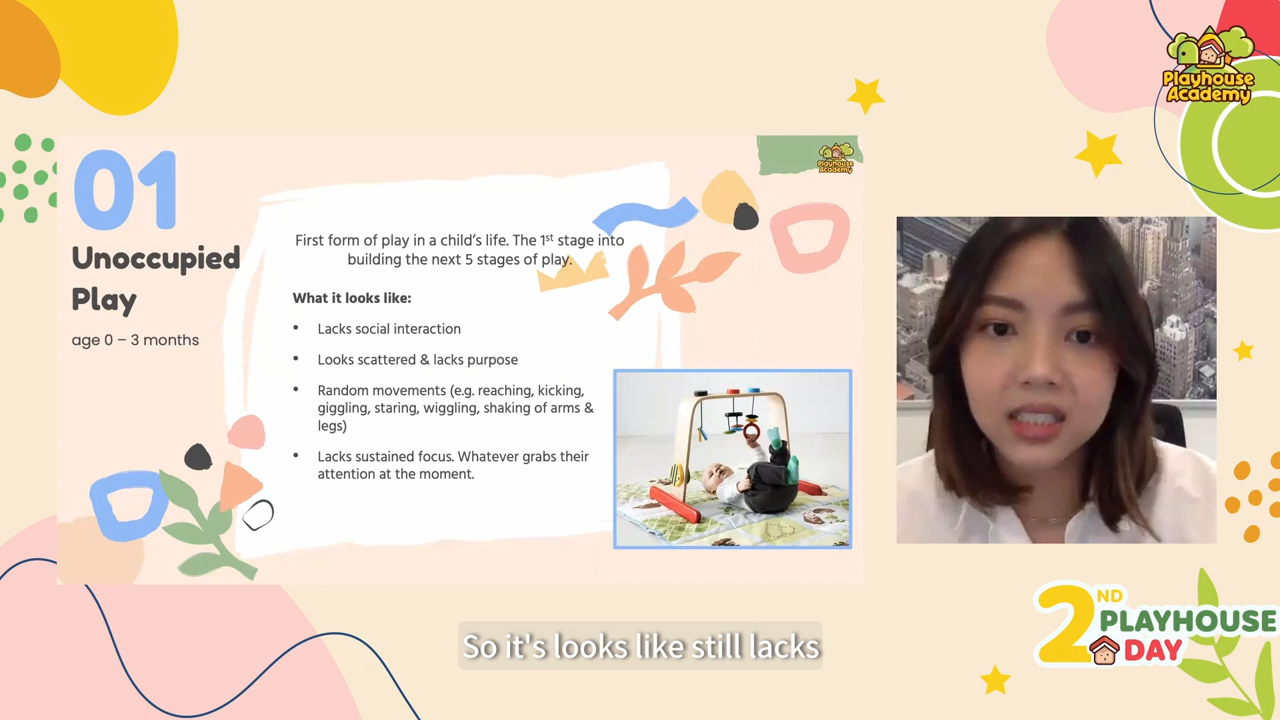 Playhouse
Academy
01
Unoccupied
Play
age 0 – 3 months
Playhouse
Academy
First form of play in a child's life. The 1st stage into
building the next 5 stages of play.
What it looks like:
• Lacks social interaction
• Looks scattered & lacks purpose
• Random movements (e.g. reaching, kicking,
giggling, staring, wiggling, shaking of arms &
legs)
• Lacks sustained focus. Whatever grabs their
attention at the moment.
2ND
PLAYHOUSE
DAY
So it's looks like still lacks